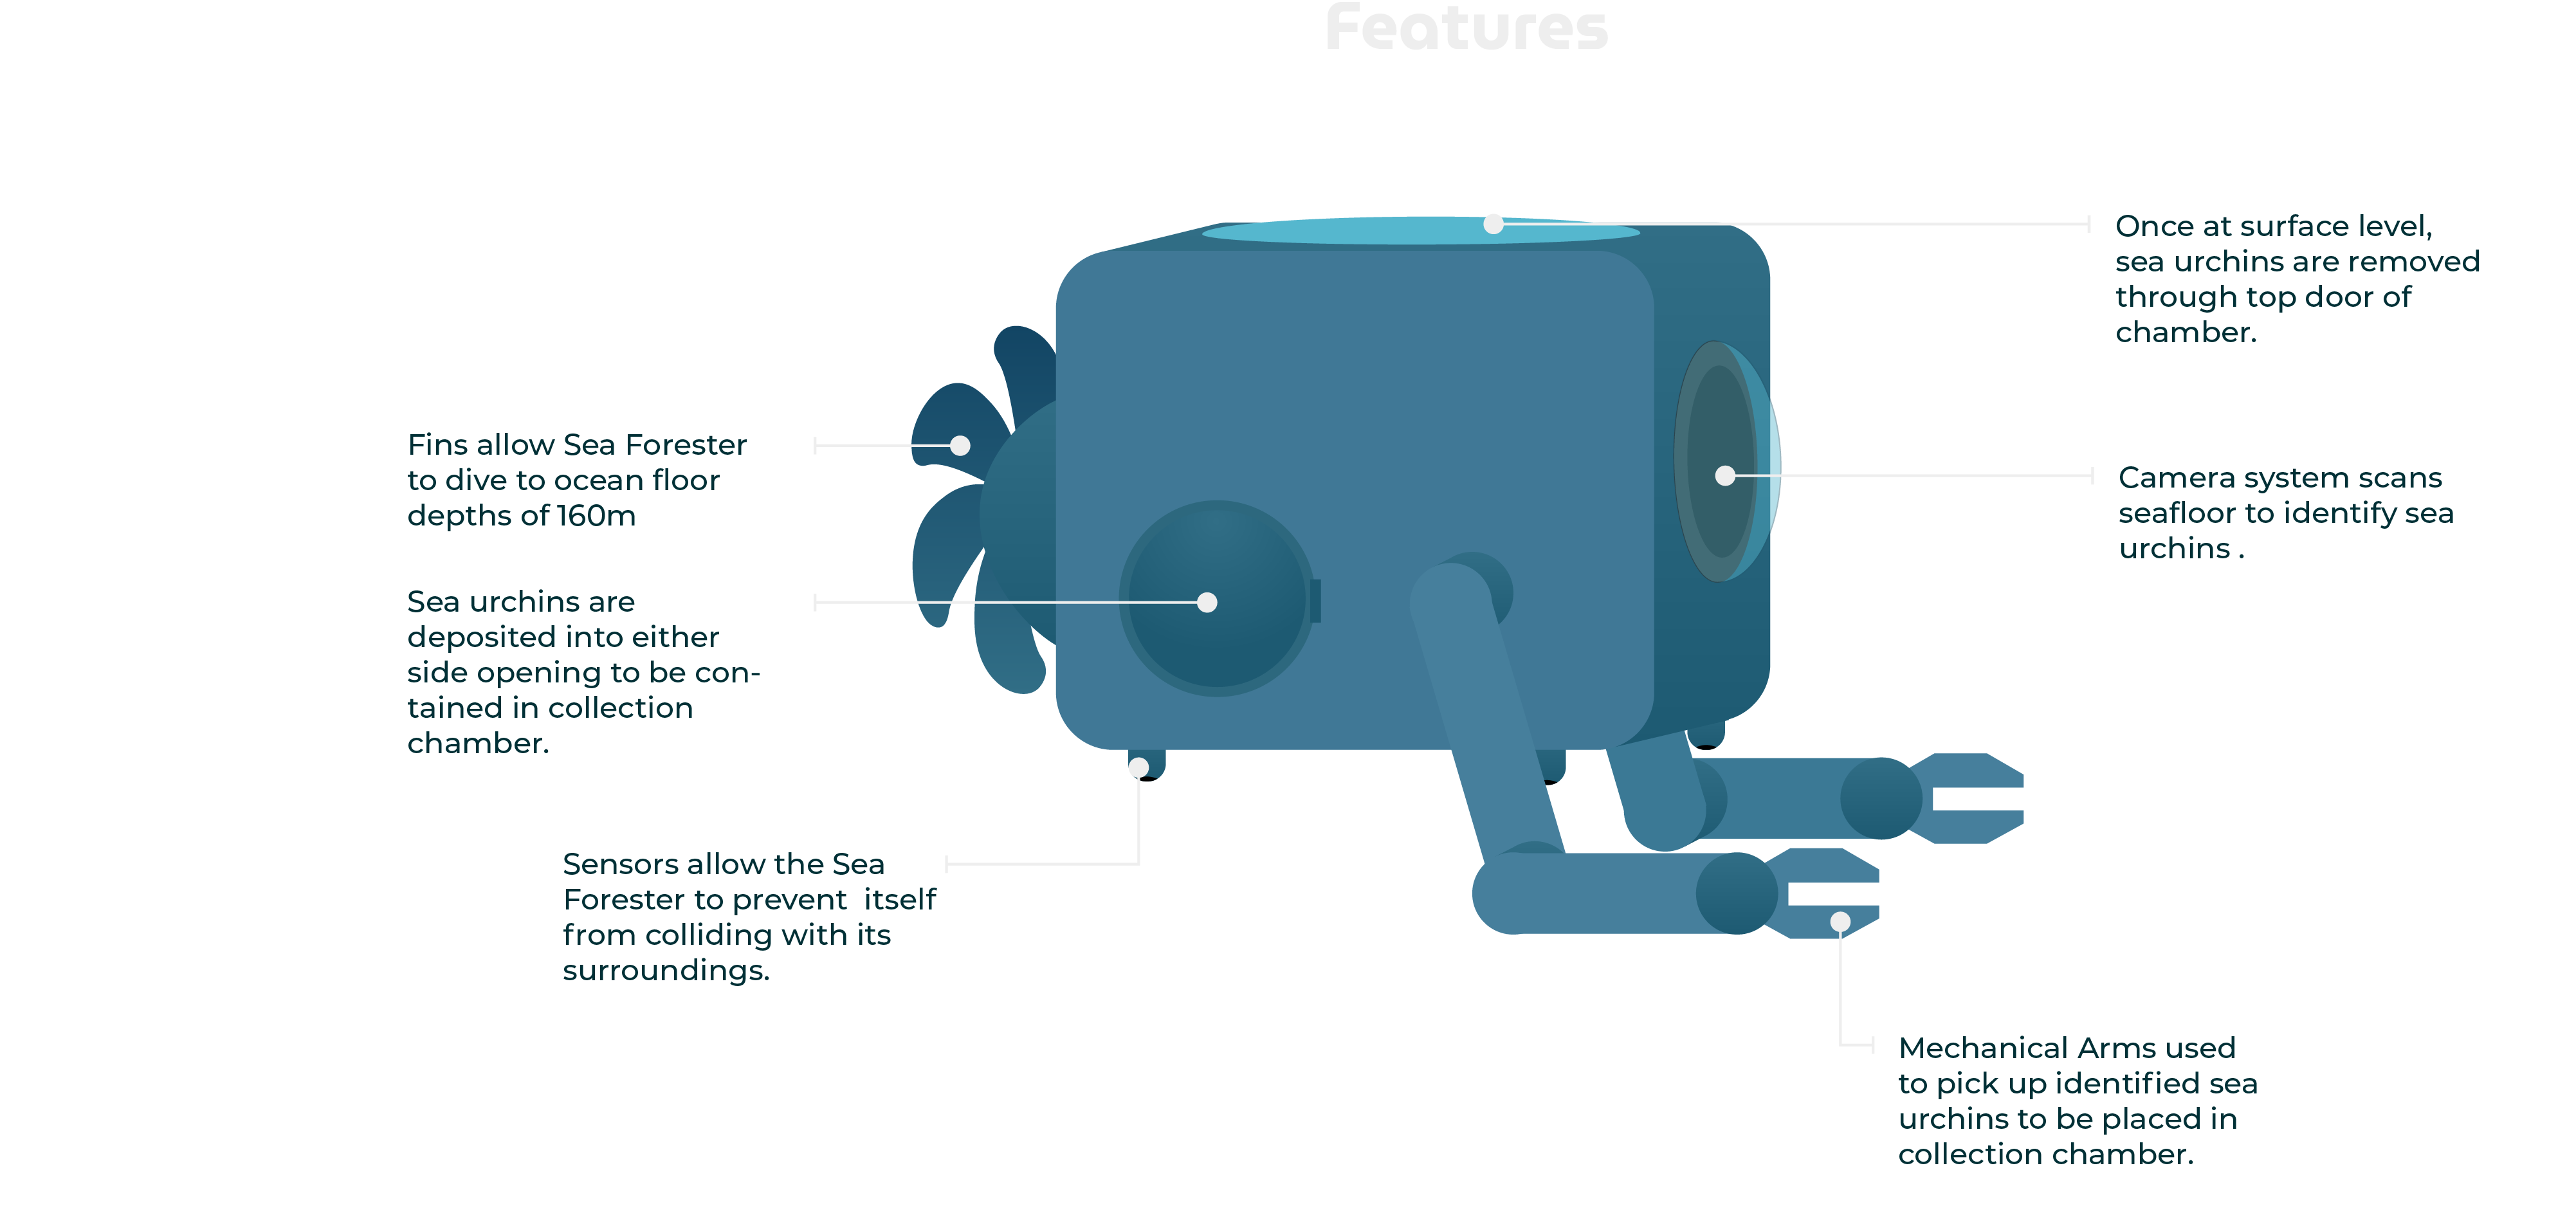 Features
Once at surface level,
sea urchins are removed
through top door of
chamber.
Fins allow Sea Forester
to dive to ocean floor
depths of 160m
Camera system scans
seafloor to identify sea
urchins .
Sea urchins are
deposited into either
side opening to be con-
tained in collection
chamber.
Sensors allow the Sea
Forester to prevent  itself
from colliding with its
surroundings.
Mechanical Arms used
to pick up identified sea
urchins to be placed in
collection chamber.